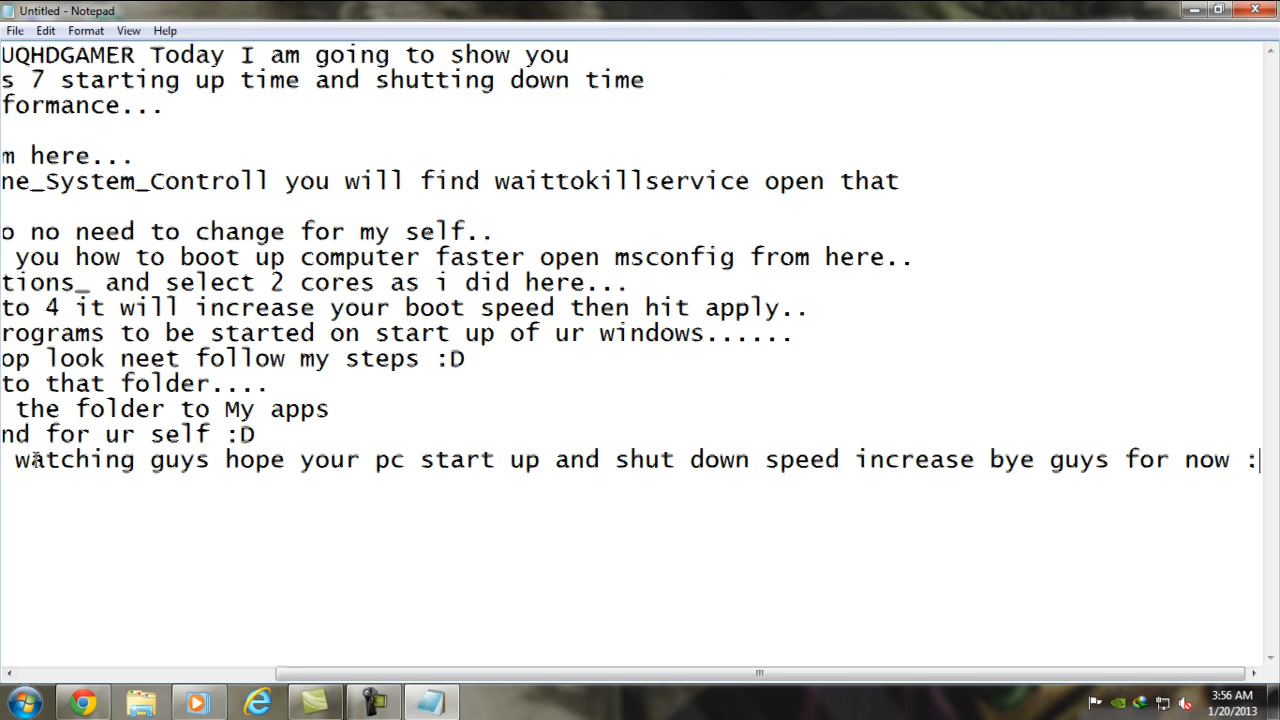 Untitled - Notepad
File Edit Format View Help
UQHDGAMER Today I am going to show you
s 7 starting up time and shutting down time
formance...
m here...
ne_System_Controll you will find waittokillservice open that
o no need to change for my self..
you how to boot up computer faster open msconfig from here..
tions_ and select 2 cores as i did here...
to 4 it will increase your boot speed then hit apply..
rograms to be started on start up of ur windows......
op look neet follow my steps :D
to that folder....
the folder to My apps
nd for ur self :D
watching guys hope your pc start up and shut down speed increase bye guys for now :
3:56 AM
1/20/2013